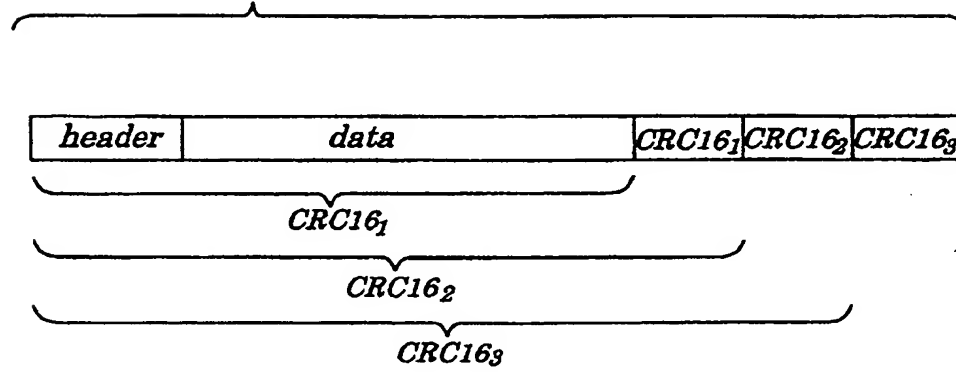 header data CRC16₁ CRC16₂ CRC16₃
CRC16₁
CRC16₂
CRC16₃